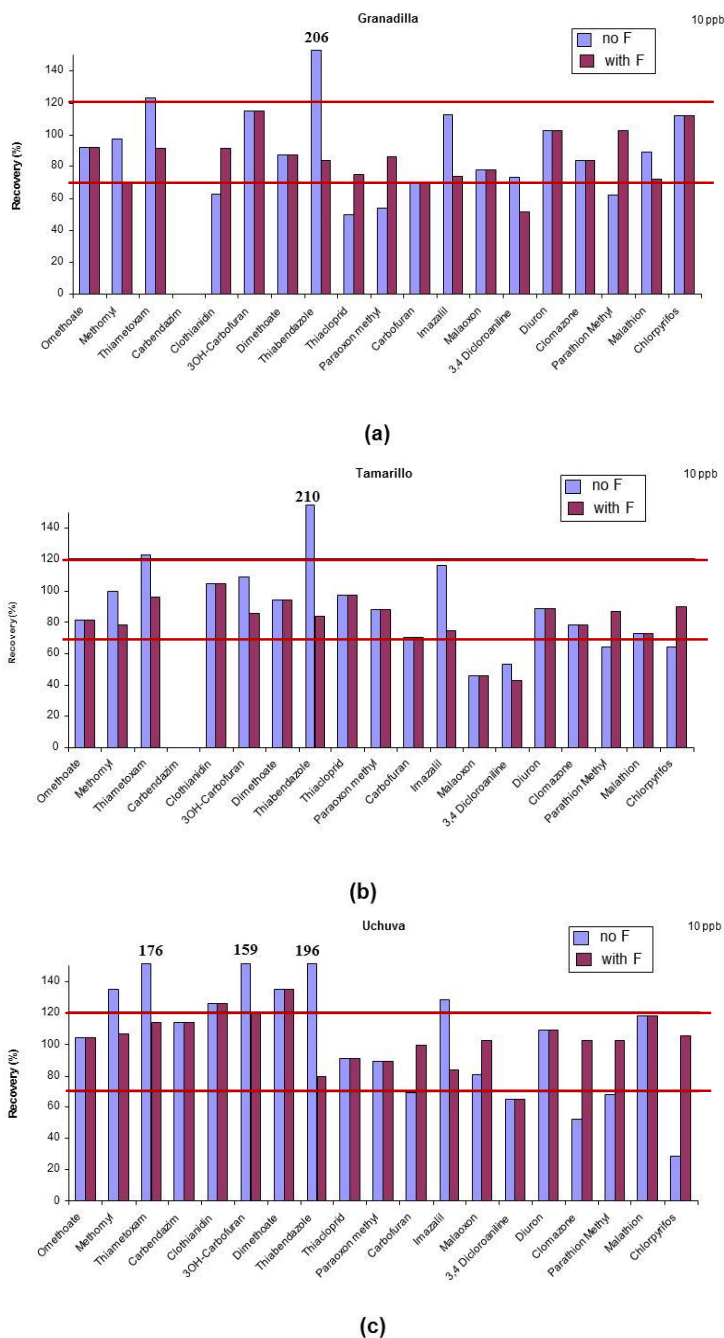 Granadilla
10 ppb
206
no F
with F
Recovery (%)
140
120
100
80
60
40
20
0
Omethoate
Methomyl
Thiametoxam
Carbendazim
Clothianidin
3OH-Carbofuran
Dimethoate
Thiabendazole
Thiacloprid
Paraoxon methyl
Carbofuran
Imazalil
Malaoxon
3,4 Dicloroaniline
Diuron
Clomazone
Parathion Methyl
Malathion
Chlorpyrifos
(a)
Tamarillo
10 ppb
210
no F
with F
Recovery (%)
140
120
100
80
60
40
20
0
Omethoate
Methomyl
Thiametoxam
Carbendazim
Clothianidin
3OH-Carbofuran
Dimethoate
Thiabendazole
Thiacloprid
Paraoxon methyl
Carbofuran
Imazalil
Malaoxon
3,4 Dicloroaniline
Diuron
Clomazone
Parathion Methyl
Malathion
Chlorpyrifos
(b)
Uchuva
10 ppb
176
159
196
no F
with F
Recovery (%)
140
120
100
80
60
40
20
0
Omethoate
Methomyl
Thiametoxam
Carbendazim
Clothianidin
3OH-Carbofuran
Dimethoate
Thiabendazole
Thiacloprid
Paraoxon methyl
Carbofuran
Imazalil
Malaoxon
3,4 Dicloroaniline
Diuron
Clomazone
Parathion Methyl
Malathion
Chlorpyrifos
(c)